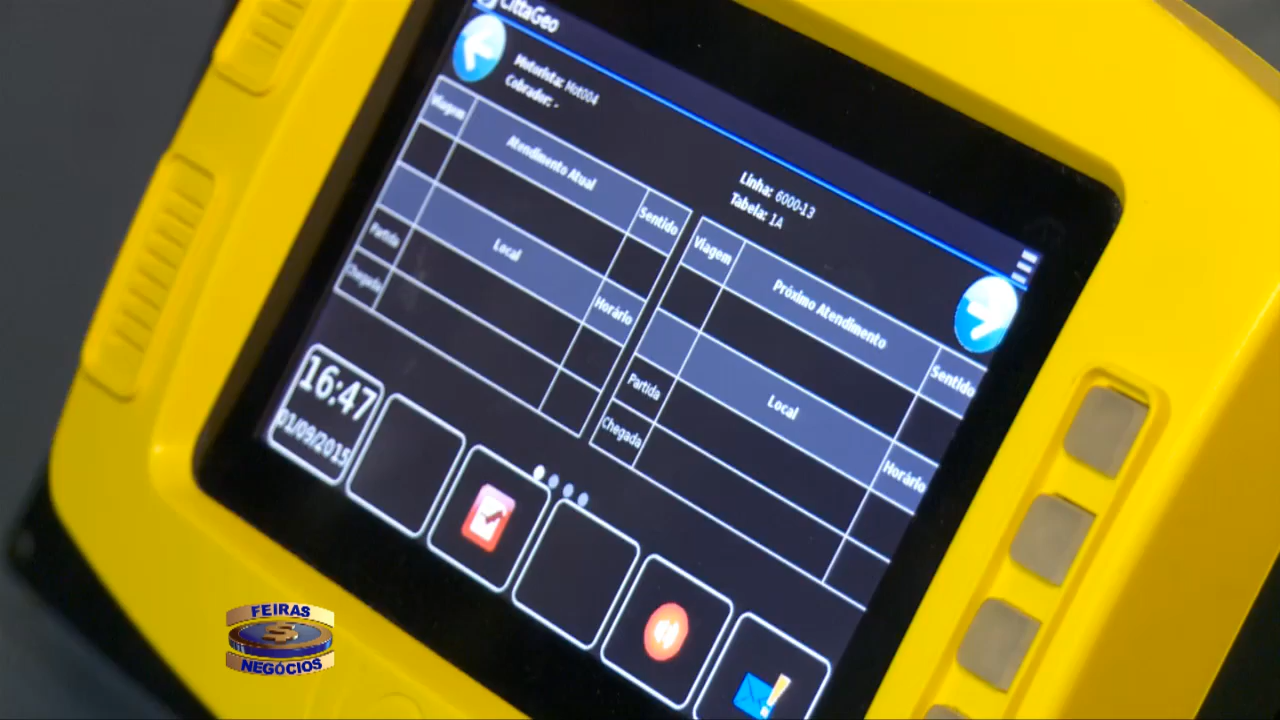 CittaGeo
Motorista: Mot004
Cobrador: -
Linha: 6000-13
Tabela: 1A
Viagem
Atendimento Atual
Sentido
Local
Horário
Partida
Chegada
Viagem
Próximo Atendimento
Sentido
Local
Horário
Partida
Chegada
16:47
01/09/2015
FEIRAS
$
NEGÓCIOS